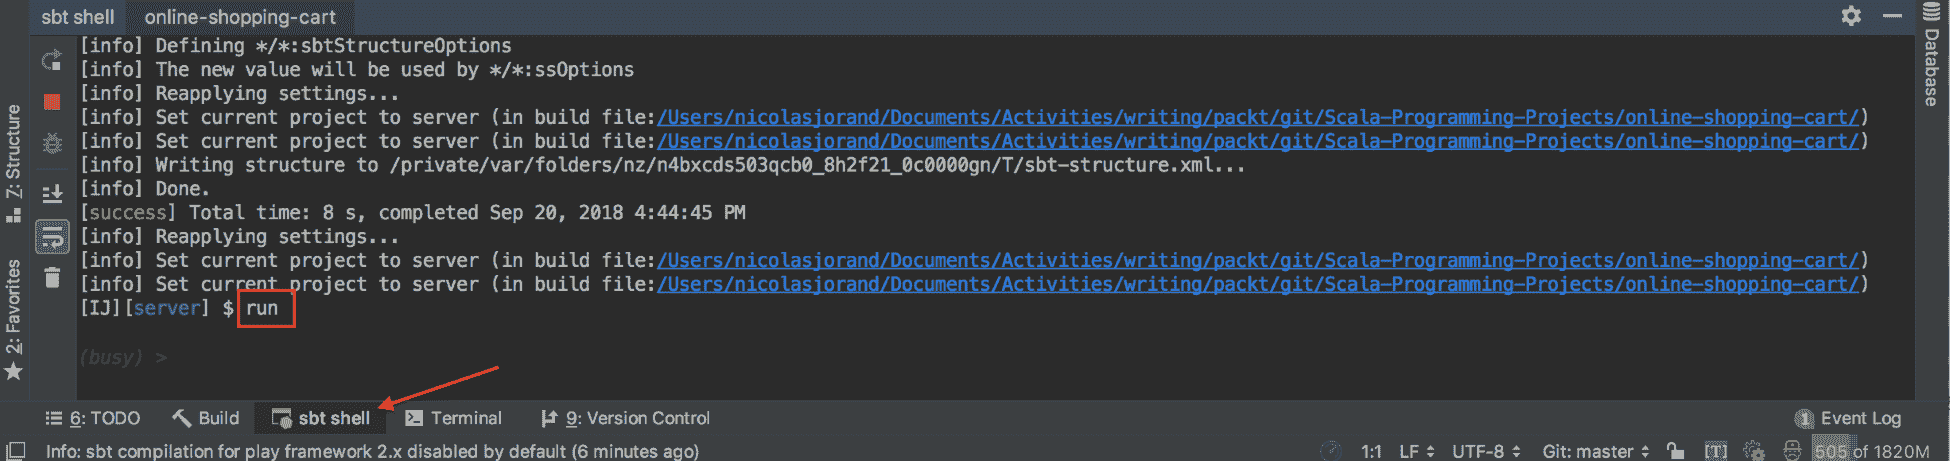 sbt shell online-shopping-cart
[info] Defining */*:sbtStructureOptions
[info] The new value will be used by */*:ssOptions
[info] Reapplying settings...
[info] Set current project to server (in build file:/Users/nicolasjorand/Documents/Activities/writing/packt/git/Scala-Programming-Projects/online-shopping-cart/)
[info] Set current project to server (in build file:/Users/nicolasjorand/Documents/Activities/writing/packt/git/Scala-Programming-Projects/online-shopping-cart/)
[info] Writing structure to /private/var/folders/nz/n4bxcds503qcb0_8h2f21_0c0000gn/T/sbt-structure.xml...
[info] Done.
[success] Total time: 8 s, completed Sep 20, 2018 4:44:45 PM
[info] Reapplying settings...
[info] Set current project to server (in build file:/Users/nicolasjorand/Documents/Activities/writing/packt/git/Scala-Programming-Projects/online-shopping-cart/)
[info] Set current project to server (in build file:/Users/nicolasjorand/Documents/Activities/writing/packt/git/Scala-Programming-Projects/online-shopping-cart/)
[IJ][server] $ run
(busy) >
Z: Structure
2: Favorites
Database
6: TODO Build sbt shell Terminal 9: Version Control 1 Event Log
Info: sbt compilation for play framework 2.x disabled by default (6 minutes ago) 1:1 LF UTF-8 Git: master [T] 505 of 1820M